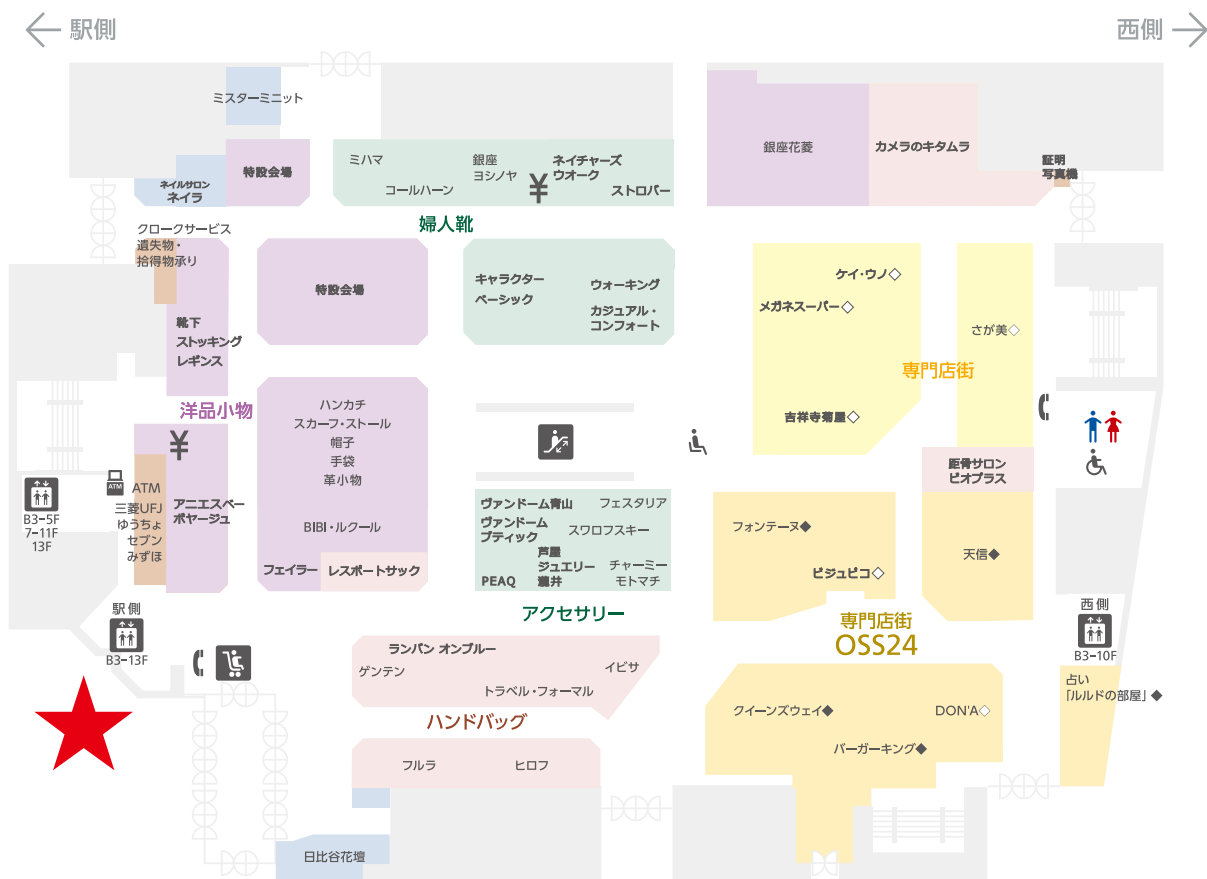 駅側
西側
ミスターミニット
ネイルサロン
ネイラ
特設会場
ミハマ
コールハーン
銀座
ヨシノヤ
¥
ネイチャーズ
ウオーク
ストロバー
婦人靴
銀座花菱
カメラのキタムラ
証明
写真機
クロークサービス
遺失物・
拾得物承り
靴下
ストッキング
レギンス
特設会場
キャラクター
ベーシック
ウォーキング
カジュアル・
コンフォート
ケイ・ウノ◇
メガネスーパー◇
吉祥寺菊屋◇
さが美◇
専門店街
洋品小物
¥
ハンカチ
スカーフ・ストール
帽子
手袋
革小物
BIBI・ルクール
フェイラー
レスポートサック
アニエスベー
ボヤージュ
ATM
ATM
三菱UFJ
ゆうちょ
セブン
みずほ
B3-5F
7-11F
13F
駅側
B3-13F
ヴァンドーム青山
フェスタリア
ヴァンドーム
ブティック
スワロフスキー
芦屋
ジュエリー
瀧井
チャーミー
モトマチ
PEAQ
アクセサリー
距骨サロン
ビオプラス
フォンテーヌ◆
ビジュピコ◇
天信◆
専門店街
OSS24
西側
B3-10F
占い
「ルルドの部屋」◆
ランバン オンブルー
ゲンテン
イビサ
トラベル・フォーマル
ハンドバッグ
フルラ
ヒロフ
クイーンズウェイ◆
DON'A◇
バーガーキング◆
日比谷花壇